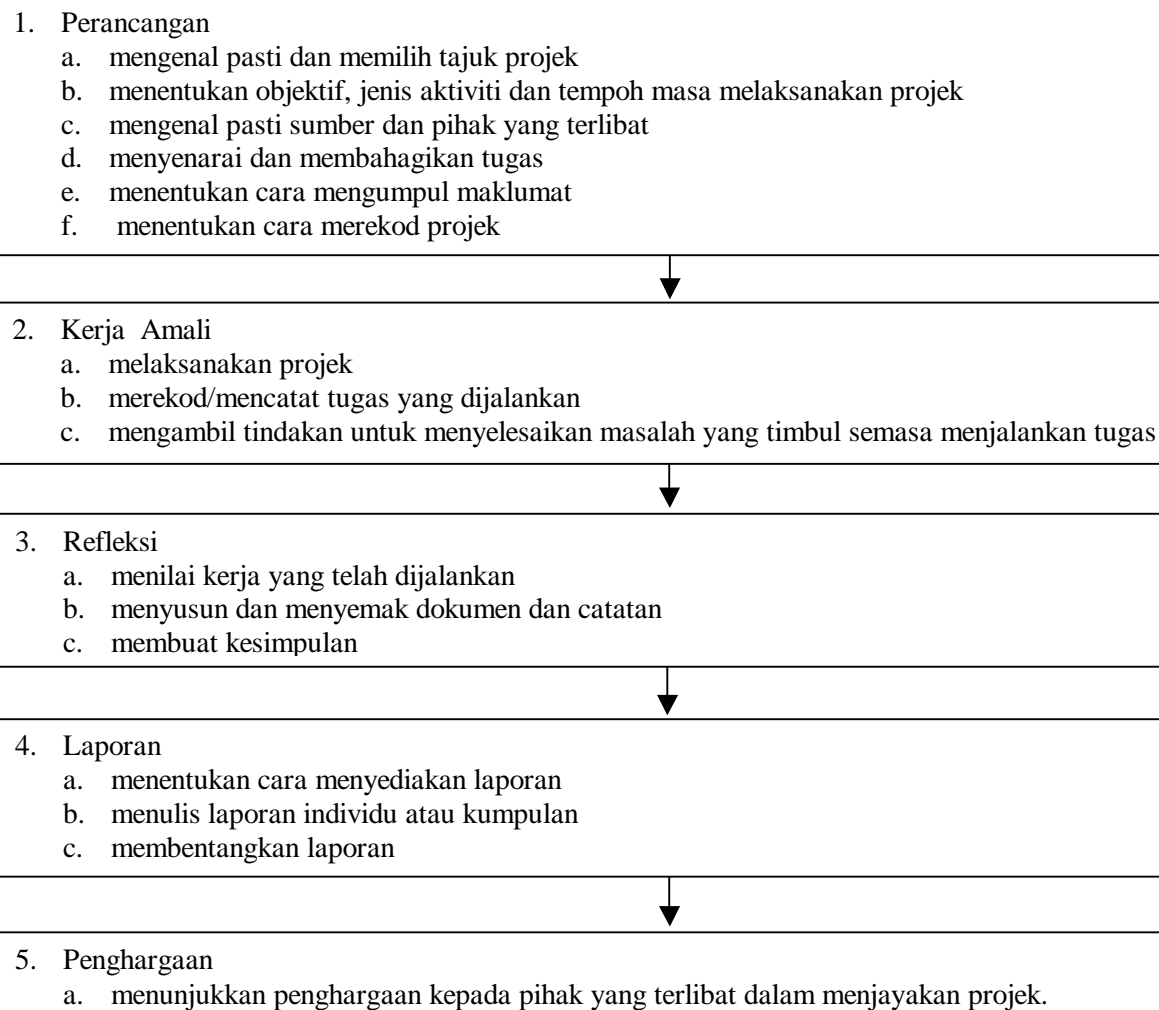 1. Perancangan
a. mengenal pasti dan memilih tajuk projek
b. menentukan objektif, jenis aktiviti dan tempoh masa melaksanakan projek
c. mengenal pasti sumber dan pihak yang terlibat
d. menyenarai dan membahagikan tugas
e. menentukan cara mengumpul maklumat
f. menentukan cara merekod projek
2. Kerja Amali
a. melaksanakan projek
b. merekod/mencatat tugas yang dijalankan
c. mengambil tindakan untuk menyelesaikan masalah yang timbul semasa menjalankan tugas
3. Refleksi
a. menilai kerja yang telah dijalankan
b. menyusun dan menyemak dokumen dan catatan
c. membuat kesimpulan
4. Laporan
a. menentukan cara menyediakan laporan
b. menulis laporan individu atau kumpulan
c. membentangkan laporan
5. Penghargaan
a. menunjukkan penghargaan kepada pihak yang terlibat dalam menjayakan projek.